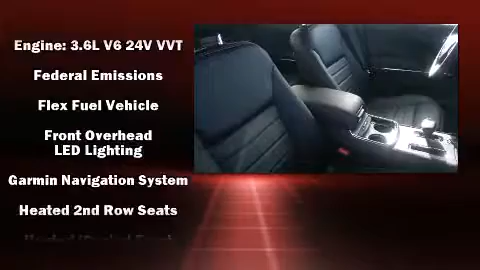 Engine: 3.6L V6 24V VVT
Federal Emissions
Flex Fuel Vehicle
Front Overhead
LED Lighting
Garmin Navigation System
Heated 2nd Row Seats